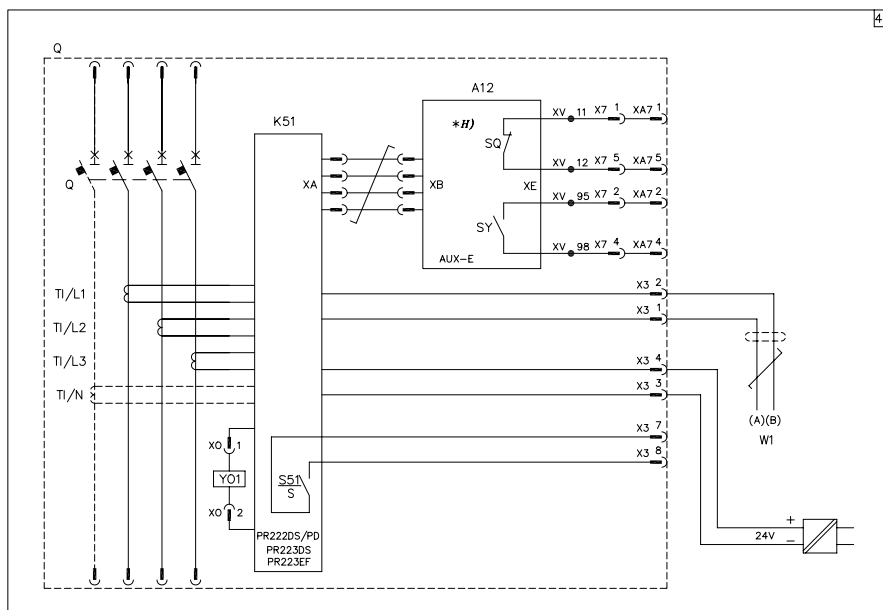 4
Q
A12
K51
*H)
XV 11 X7 1 XA7 1
SQ
XV 12 X7 5 XA7 5
XA
XB
XE
Q
XV 95 X7 2 XA7 2
SY
XV 98 X7 4 XA7 4
AUX-E
TI/L1
X3 2
X3 1
TI/L2
TI/L3
X3 4
TI/N
X3 3
(A)(B)
W1
X3 7
XO 1
X3 8
YO1
S51
S
XO 2
+
24V
-
PR222DS/PD
PR223DS
PR223EF